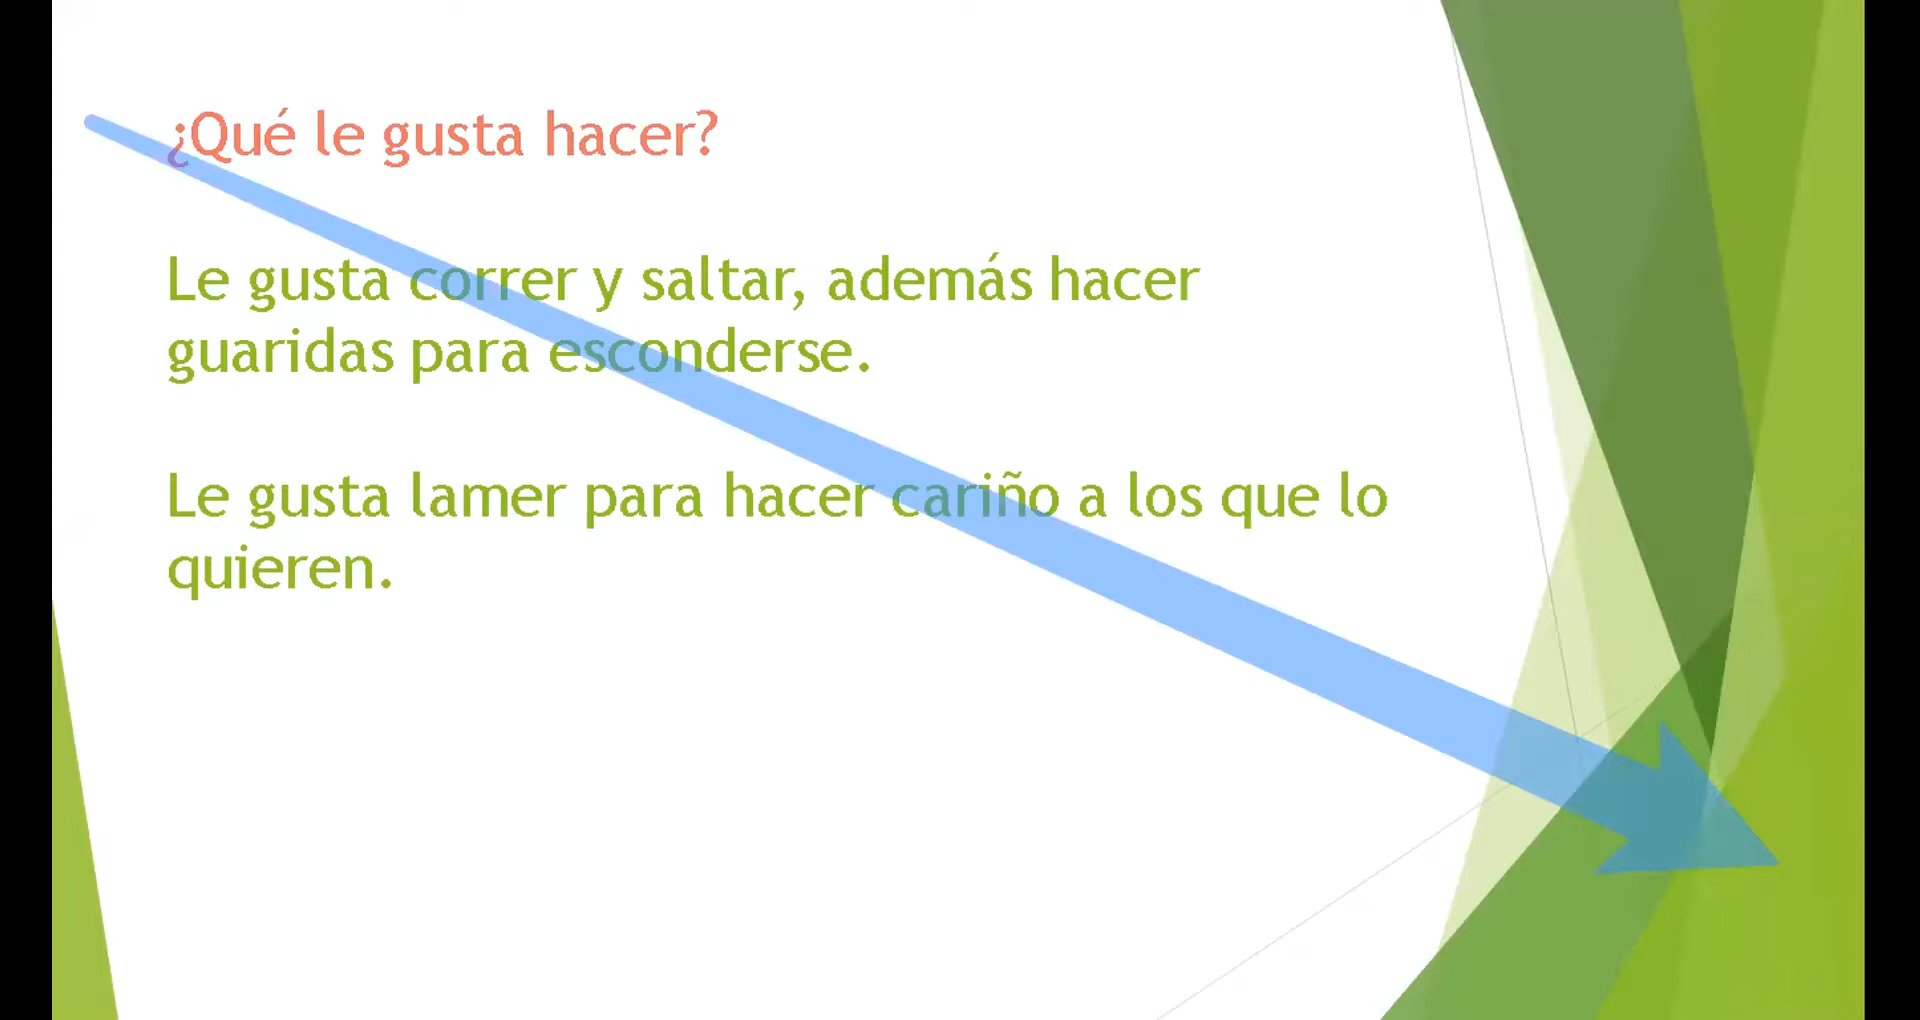 ¿Qué le gusta hacer?
Le gusta correr y saltar, además hacer
guaridas para esconderse.
Le gusta lamer para hacer cariño a los que lo
quieren.